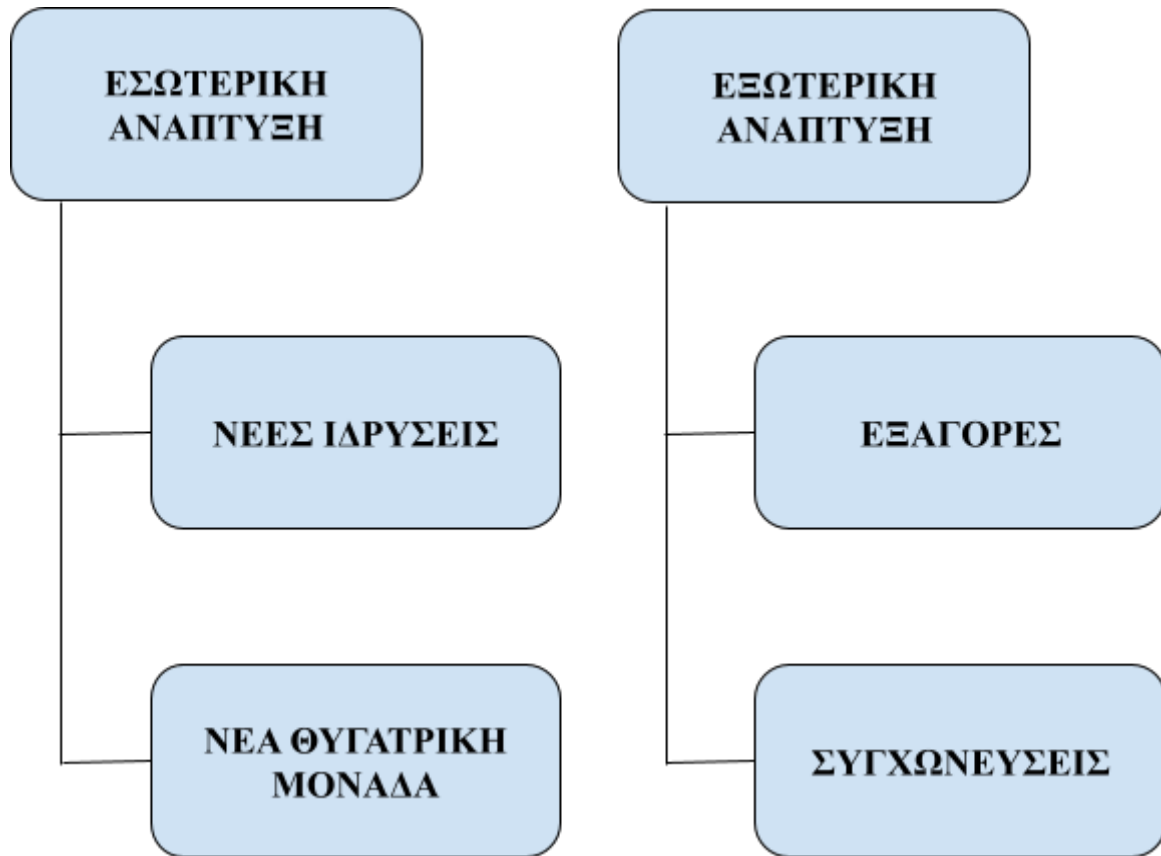 ΕΣΩΤΕΡΙΚΗ
ΑΝΑΠΤΥΞΗ
ΝΕΕΣ ΙΔΡΥΣΕΙΣ
ΝΕΑ ΘΥΓΑΤΡΙΚΗ
ΜΟΝΑΔΑ
ΕΞΩΤΕΡΙΚΗ
ΑΝΑΠΤΥΞΗ
ΕΞΑΓΟΡΕΣ
ΣΥΓΧΩΝΕΥΣΕΙΣ